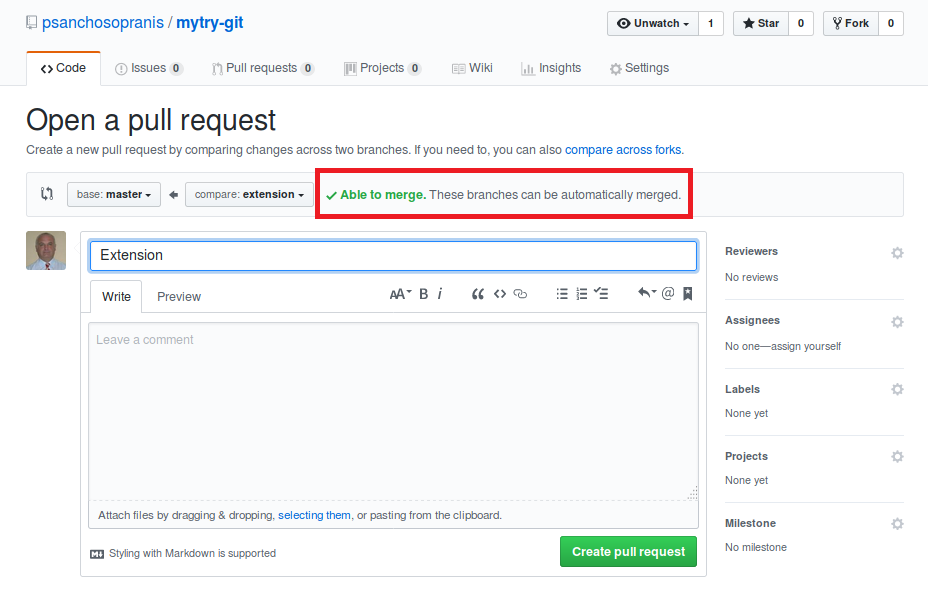 psanchosopranis / mytry-git
Unwatch 1 Star 0 Fork 0
Code Issues 0 Pull requests 0 Projects 0 Wiki Insights Settings
Open a pull request
Create a new pull request by comparing changes across two branches. If you need to, you can also compare across forks.
base: master compare: extension Able to merge. These branches can be automatically merged.
Extension
Write Preview AA B i @
Leave a comment
Attach files by dragging & dropping, selecting them, or pasting from the clipboard.
Styling with Markdown is supported
Create pull request
Reviewers
No reviews
Assignees
No one—assign yourself
Labels
None yet
Projects
None yet
Milestone
No milestone